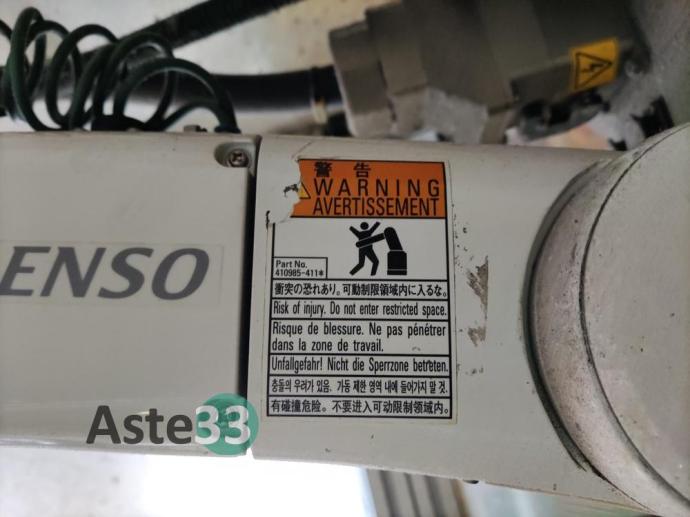 警告
WARNING
AVERTISSEMENT
Part No.
410985-411*
衝突の恐れあり。可動制限領域内に入るな。
Risk of injury. Do not enter restricted space.
Risque de blessure. Ne pas pénétrer
dans la zone de travail.
Unfallgefahr! Nicht die Sperrzone betreten.
충돌의 우려가 있음. 가동 제한 영역 내에 들어가지 말 것.
有碰撞危险。不要进入可动限制领域内。
ENSO
Aste33